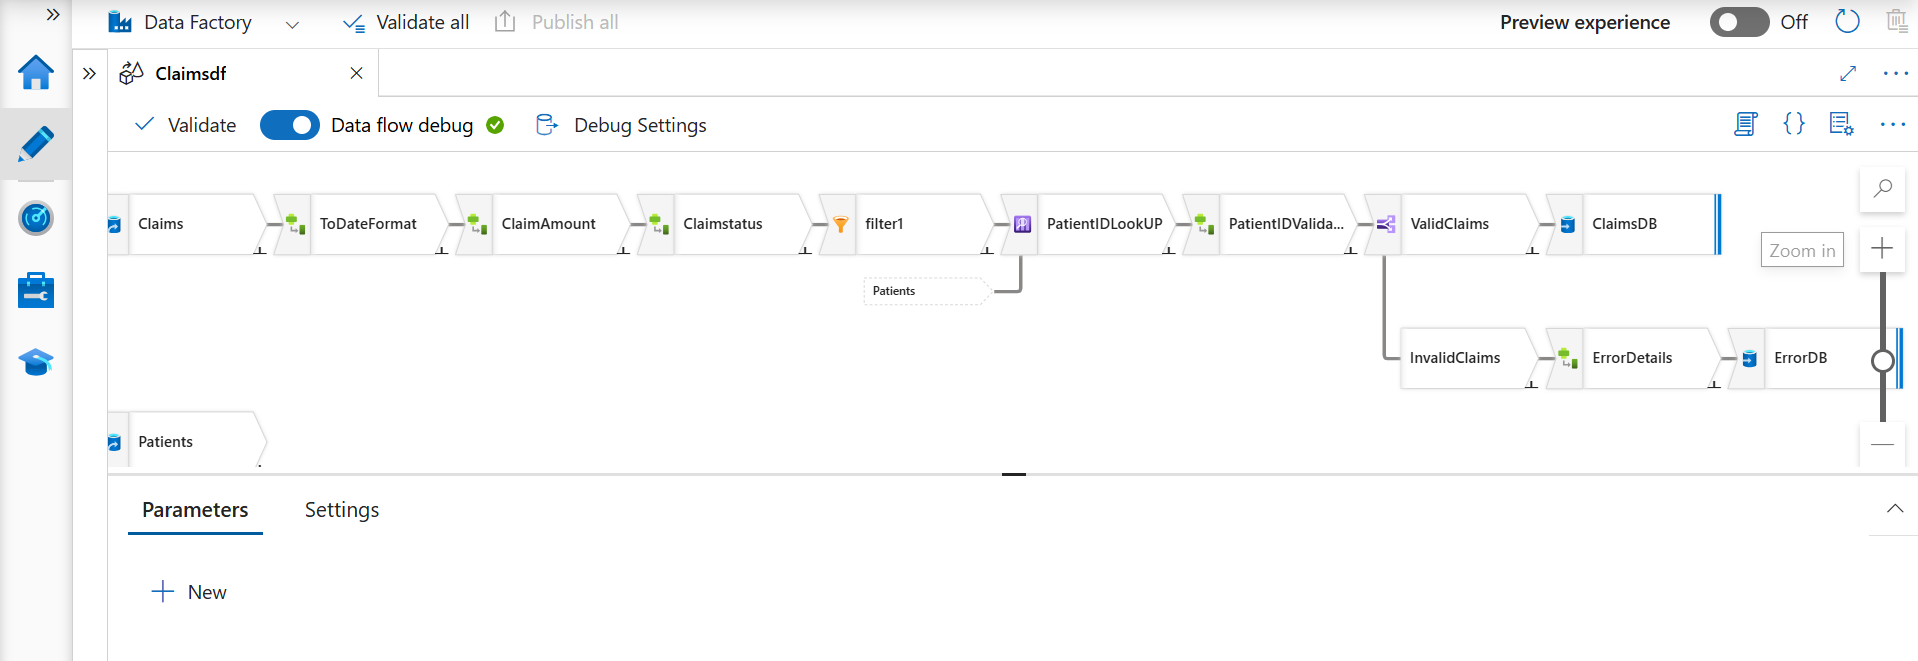 Data Factory
Validate all
Publish all
Preview experience
Off
Claimsdf
Validate
Data flow debug
Debug Settings
Claims
ToDateFormat
ClaimAmount
Claimstatus
filter1
PatientIDLookUP
PatientIDValida...
ValidClaims
ClaimsDB
Zoom in
Patients
InvalidClaims
ErrorDetails
ErrorDB
Patients
Parameters
Settings
New